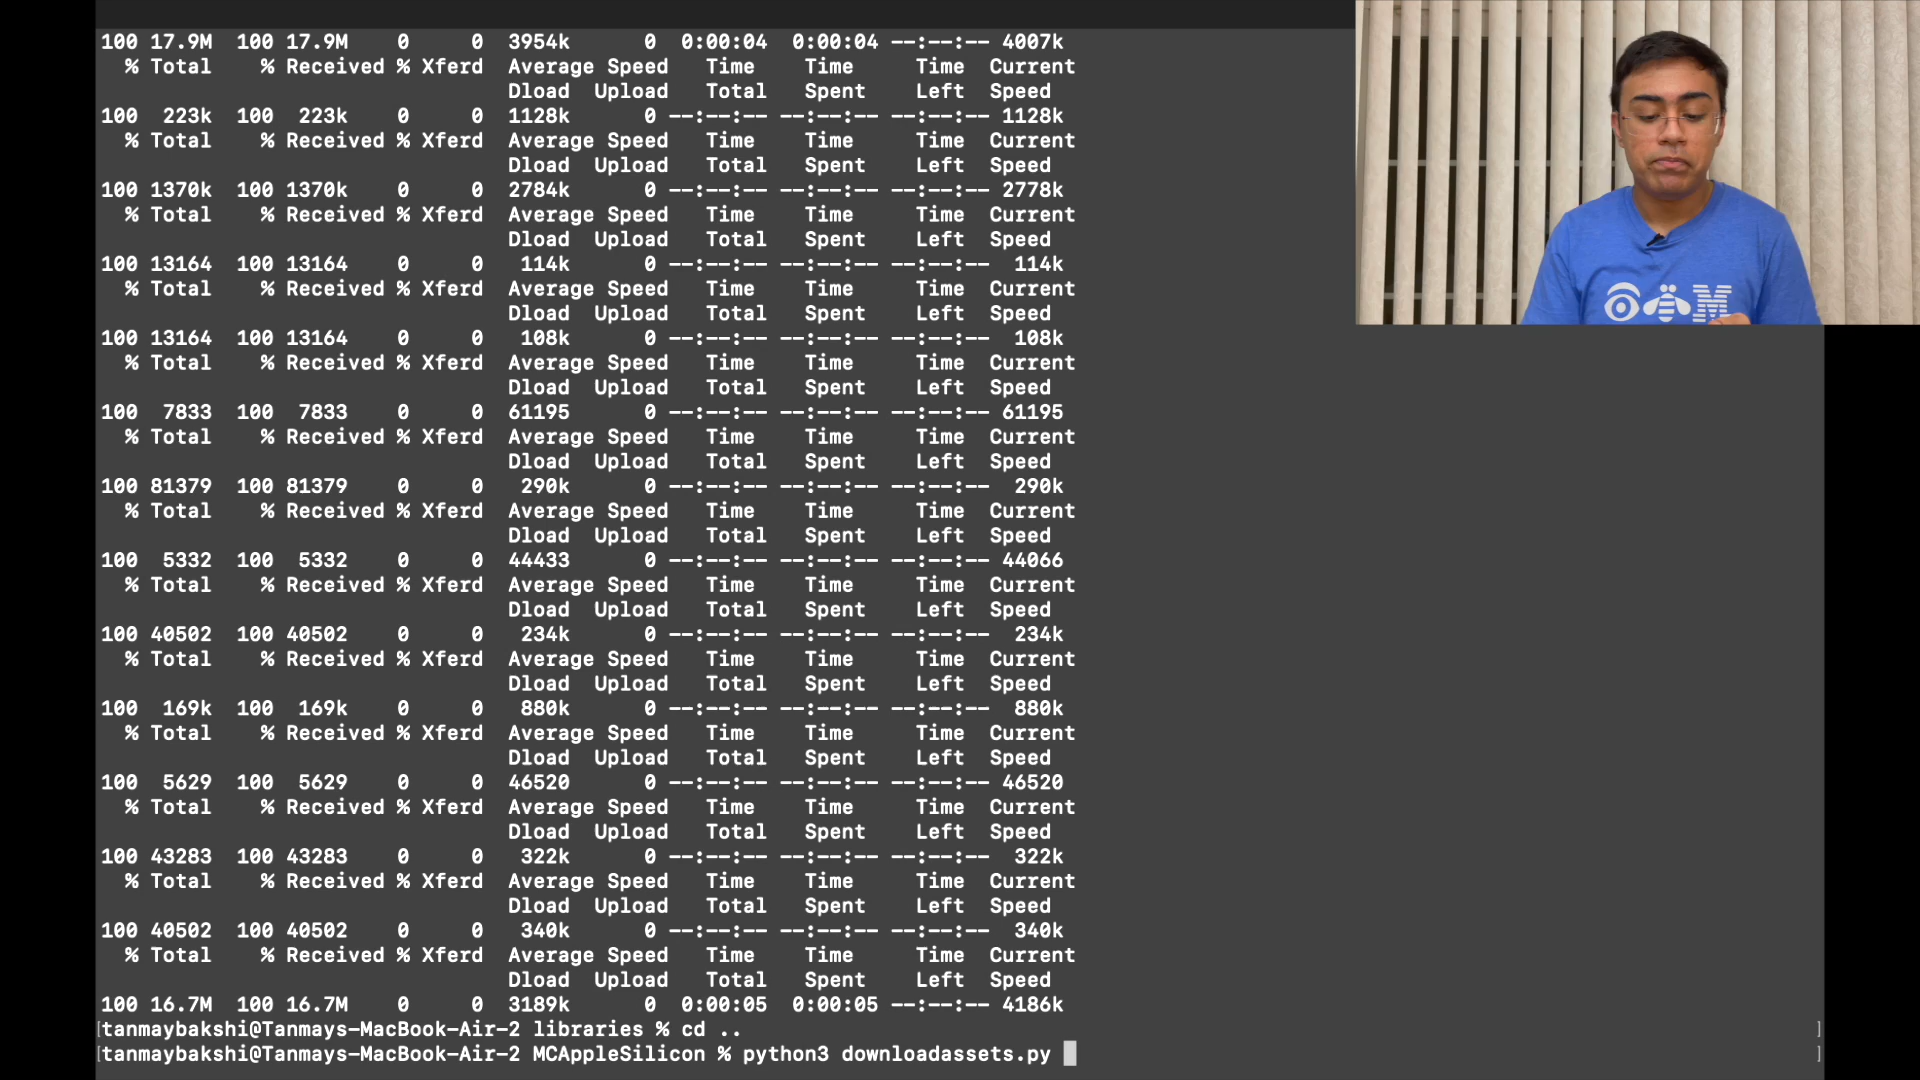 100 17.9M 100 17.9M 0 0 3954k 0 0:00:04 0:00:04 --:--:-- 4007k
% Total % Received % Xferd Average Speed Time Time Time Current
Dload Upload Total Spent Left Speed
100 223k 100 223k 0 0 1128k 0 --:--:-- --:--:-- --:--:-- 1128k
% Total % Received % Xferd Average Speed Time Time Time Current
Dload Upload Total Spent Left Speed
100 1370k 100 1370k 0 0 2784k 0 --:--:-- --:--:-- --:--:-- 2778k
% Total % Received % Xferd Average Speed Time Time Time Current
Dload Upload Total Spent Left Speed
100 13164 100 13164 0 0 114k 0 --:--:-- --:--:-- --:--:-- 114k
% Total % Received % Xferd Average Speed Time Time Time Current
Dload Upload Total Spent Left Speed
100 13164 100 13164 0 0 108k 0 --:--:-- --:--:-- --:--:-- 108k
% Total % Received % Xferd Average Speed Time Time Time Current
Dload Upload Total Spent Left Speed
100 7833 100 7833 0 0 61195 0 --:--:-- --:--:-- --:--:-- 61195
% Total % Received % Xferd Average Speed Time Time Time Current
Dload Upload Total Spent Left Speed
100 81379 100 81379 0 0 290k 0 --:--:-- --:--:-- --:--:-- 290k
% Total % Received % Xferd Average Speed Time Time Time Current
Dload Upload Total Spent Left Speed
100 5332 100 5332 0 0 44433 0 --:--:-- --:--:-- --:--:-- 44066
% Total % Received % Xferd Average Speed Time Time Time Current
Dload Upload Total Spent Left Speed
100 40502 100 40502 0 0 234k 0 --:--:-- --:--:-- --:--:-- 234k
% Total % Received % Xferd Average Speed Time Time Time Current
Dload Upload Total Spent Left Speed
100 169k 100 169k 0 0 880k 0 --:--:-- --:--:-- --:--:-- 880k
% Total % Received % Xferd Average Speed Time Time Time Current
Dload Upload Total Spent Left Speed
100 5629 100 5629 0 0 46520 0 --:--:-- --:--:-- --:--:-- 46520
% Total % Received % Xferd Average Speed Time Time Time Current
Dload Upload Total Spent Left Speed
100 43283 100 43283 0 0 322k 0 --:--:-- --:--:-- --:--:-- 322k
% Total % Received % Xferd Average Speed Time Time Time Current
Dload Upload Total Spent Left Speed
100 40502 100 40502 0 0 340k 0 --:--:-- --:--:-- --:--:-- 340k
% Total % Received % Xferd Average Speed Time Time Time Current
Dload Upload Total Spent Left Speed
100 16.7M 100 16.7M 0 0 3189k 0 0:00:05 0:00:05 --:--:-- 4186k
[tanmaybakshi@Tanmays-MacBook-Air-2 libraries % cd .. ]
[tanmaybakshi@Tanmays-MacBook-Air-2 MCAppleSilicon % python3 downloadassets.py ]
M